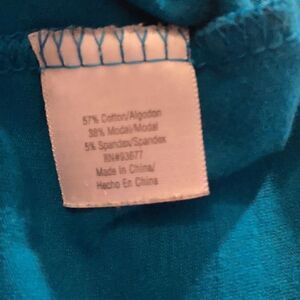 57% Cotton/Algodon
38% Modal/Modal
5% Spandex/Spandex
RN#93677
Made in China/
Hecho En China